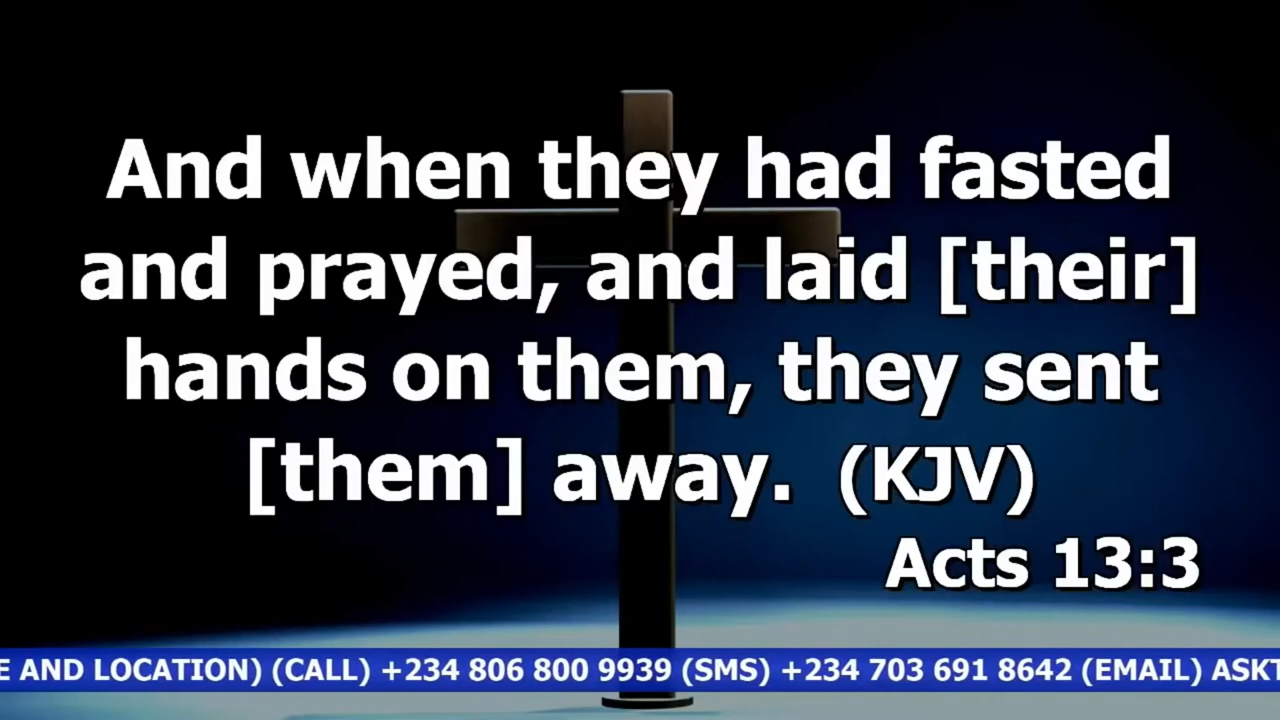 And when they had fasted
and prayed, and laid [their]
hands on them, they sent
[them] away. (KJV)
Acts 13:3
E AND LOCATION) (CALL) +234 806 800 9939 (SMS) +234 703 691 8642 (EMAIL) ASKT